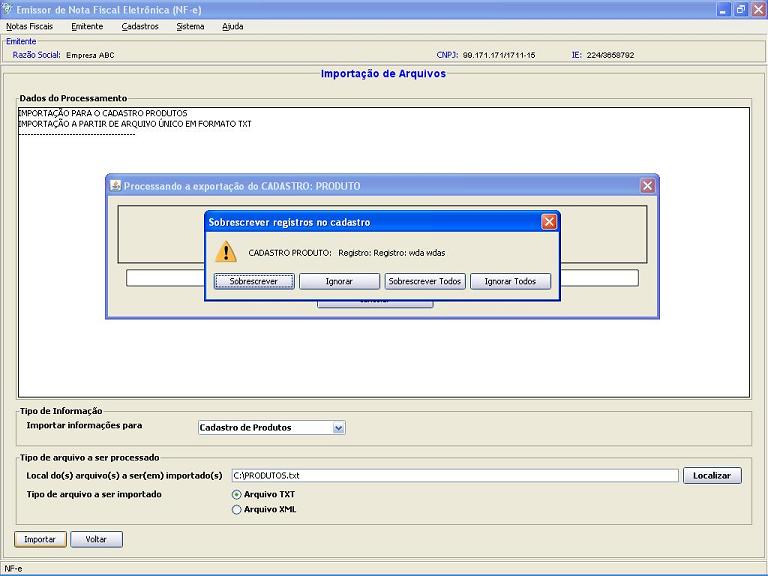 Emissor de Nota Fiscal Eletrônica (NF-e)
Notas Fiscais Emitente Cadastros Sistema Ajuda
Emitente
Razão Social: Empresa ABC CNPJ: 99.171.171/1711-15 IE: 224/3658792
Importação de Arquivos
Dados do Processamento
IMPORTAÇÃO PARA O CADASTRO PRODUTOS
IMPORTAÇÃO A PARTIR DE ARQUIVO ÚNICO EM FORMATO TXT
---------------------------------------
Processando a exportação do CADASTRO: PRODUTO
Sobrescrever registros no cadastro
CADASTRO PRODUTO: Registro: Registro: wda wdas
Sobrescrever Ignorar Sobrescrever Todos Ignorar Todos
Tipo de Informação
Importar informações para Cadastro de Produtos
Tipo de arquivo a ser processado
Local do(s) arquivo(s) a ser(em) importado(s) C:\PRODUTOS.txt Localizar
Tipo de arquivo a ser importado Arquivo TXT
Arquivo XML
Importar Voltar
NF-e